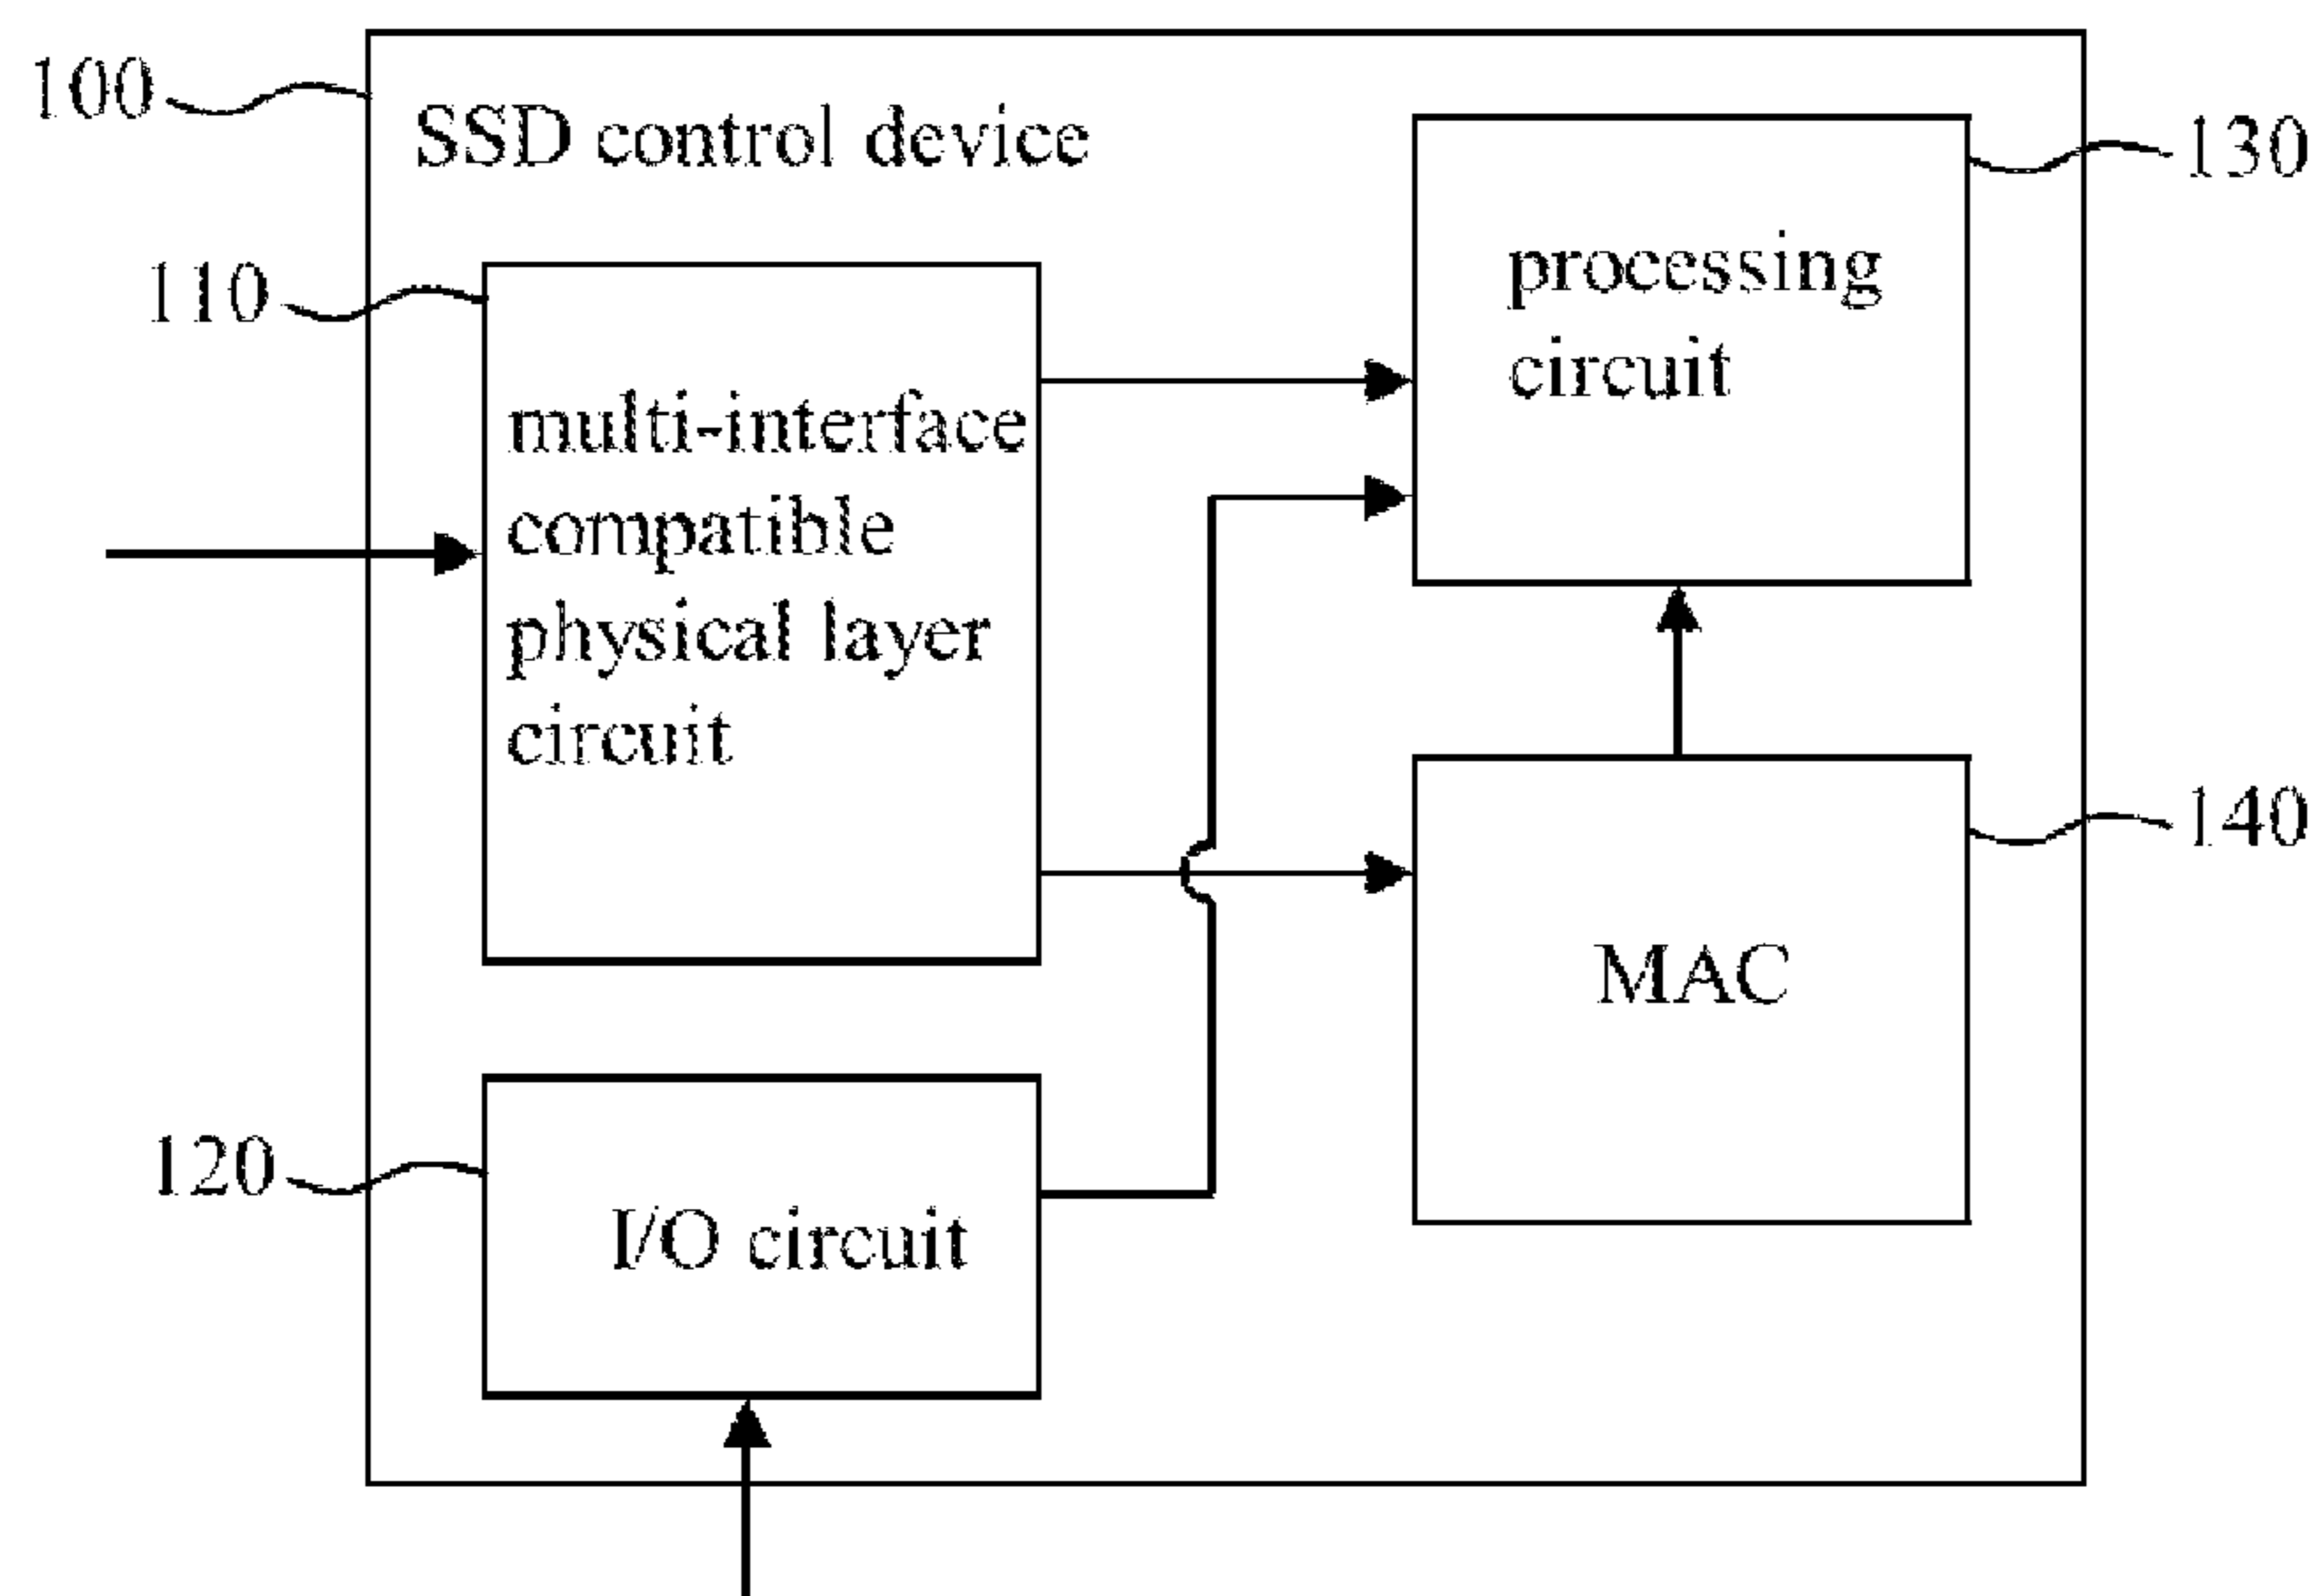 100
SSD control device
130
110
processing
circuit
multi-interface
compatible
physical layer
circuit
140
MAC
120
I/O circuit